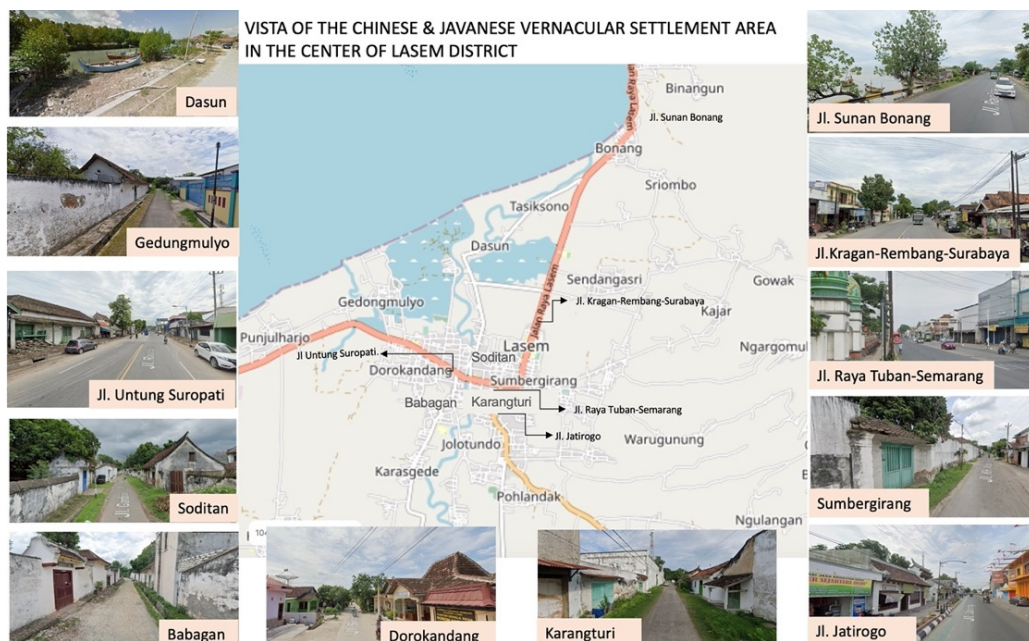 VISTA OF THE CHINESE & JAVANESE VERNACULAR SETTLEMENT AREA
IN THE CENTER OF LASEM DISTRICT
Dasun
Gedungmulyo
Jl. Untung Suropati
Soditan
Babagan
Dorokandang
Karangturi
Jl. Sunan Bonang
Jl.Kragan-Rembang-Surabaya
Jl. Raya Tuban-Semarang
Sumbergirang
Jl. Jatirogo
Binangun
Jl. Sunan Bonang
Bonang
Sriombo
Tasiksono
Dasun
Sendangasri
Gowak
Gedongmulyo
Jl. Kragan-Rembang-Surabaya
Kajar
Jalan Raya Lasem
Punjulharjo
Ngargomul
Jl Untung Suropati
Soditan
Lasem
Dorokandang
Sumbergirang
Babagan
Karangturi
Jl. Raya Tuban-Semarang
Jl. Jatirogo
Warugunung
Jolotundo
Karasgede
Pohlandak
Ngulangan